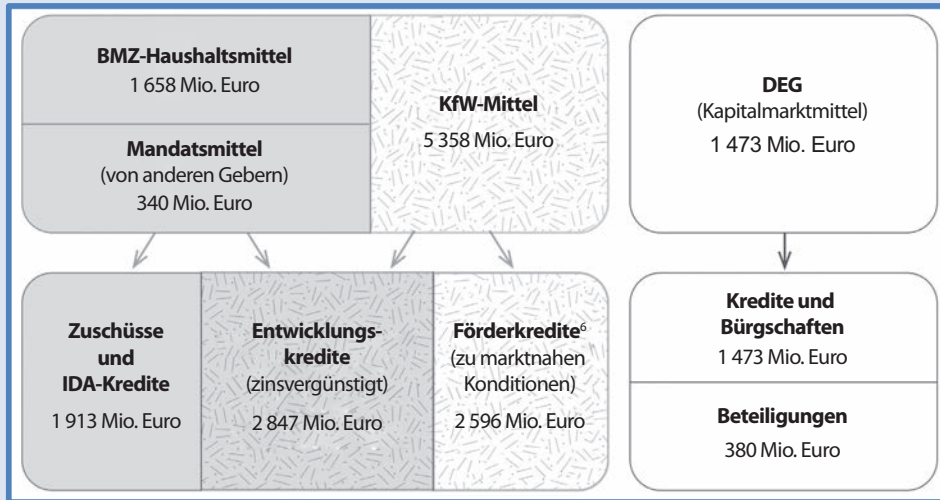 BMZ-Haushaltsmittel
1 658 Mio. Euro
Mandatsmittel
(von anderen Gebern)
340 Mio. Euro
KfW-Mittel
5 358 Mio. Euro
DEG
(Kapitalmarktmittel)
1 473 Mio. Euro
Zuschüsse
und
IDA-Kredite
1 913 Mio. Euro
Entwicklungs-
kredite
(zinsvergünstigt)
2 847 Mio. Euro
Förderkredite⁶
(zu marktnahen
Konditionen)
2 596 Mio. Euro
Kredite und
Bürgschaften
1 473 Mio. Euro
Beteiligungen
380 Mio. Euro